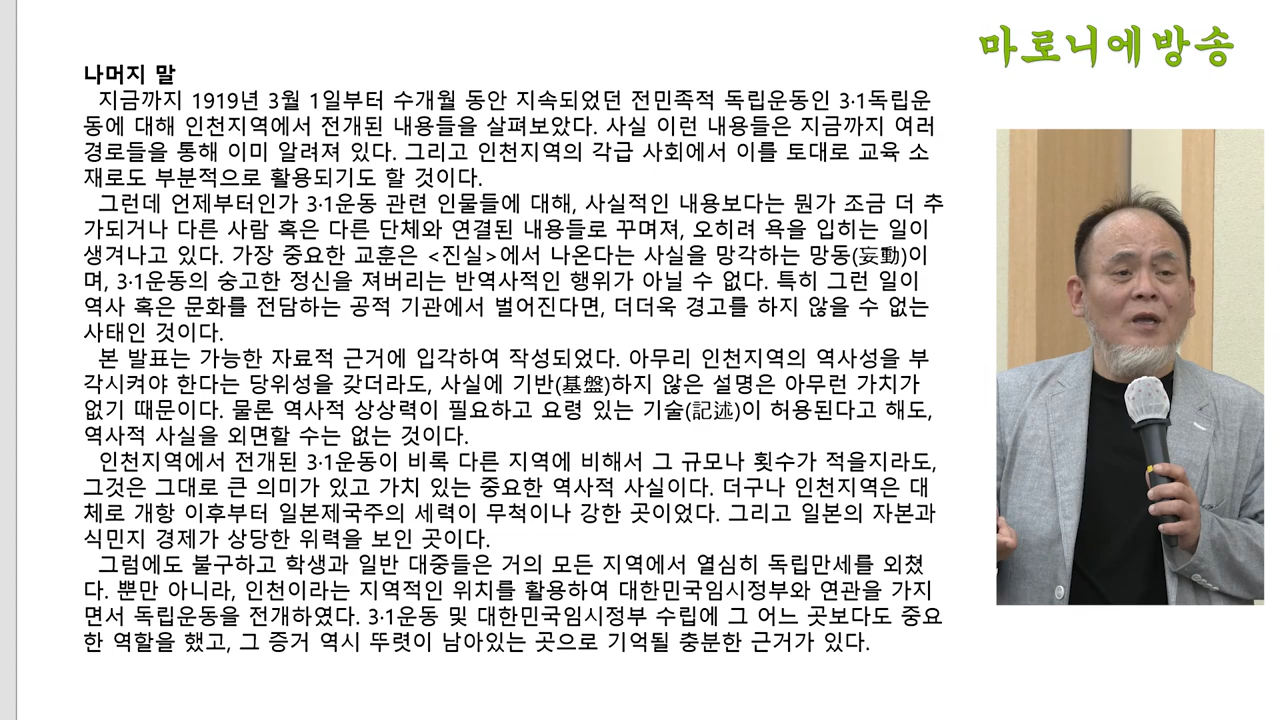 마로니에방송
나머지 말
지금까지 1919년 3월 1일부터 수개월 동안 지속되었던 전민족적 독립운동인 3·1독립운
동에 대해 인천지역에서 전개된 내용들을 살펴보았다. 사실 이런 내용들은 지금까지 여러
경로들을 통해 이미 알려져 있다. 그리고 인천지역의 각급 사회에서 이를 토대로 교육 소
재로도 부분적으로 활용되기도 할 것이다.
그런데 언제부터인가 3·1운동 관련 인물들에 대해, 사실적인 내용보다는 뭔가 조금 더 추
가되거나 다른 사람 혹은 다른 단체와 연결된 내용들로 꾸며져, 오히려 욕을 입히는 일이
생겨나고 있다. 가장 중요한 교훈은 <진실>에서 나온다는 사실을 망각하는 망동(妄動)이
며, 3·1운동의 숭고한 정신을 져버리는 반역사적인 행위가 아닐 수 없다. 특히 그런 일이
역사 혹은 문화를 전담하는 공적 기관에서 벌어진다면, 더더욱 경고를 하지 않을 수 없는
사태인 것이다.
본 발표는 가능한 자료적 근거에 입각하여 작성되었다. 아무리 인천지역의 역사성을 부
각시켜야 한다는 당위성을 갖더라도, 사실에 기반(基盤)하지 않은 설명은 아무런 가치가
없기 때문이다. 물론 역사적 상상력이 필요하고 요령 있는 기술(記述)이 허용된다고 해도,
역사적 사실을 외면할 수는 없는 것이다.
인천지역에서 전개된 3·1운동이 비록 다른 지역에 비해서 그 규모나 횟수가 적을지라도,
그것은 그대로 큰 의미가 있고 가치 있는 중요한 역사적 사실이다. 더구나 인천지역은 대
체로 개항 이후부터 일본제국주의 세력이 무척이나 강한 곳이었다. 그리고 일본의 자본과
식민지 경제가 상당한 위력을 보인 곳이다.
그럼에도 불구하고 학생과 일반 대중들은 거의 모든 지역에서 열심히 독립만세를 외쳤
다. 뿐만 아니라, 인천이라는 지역적인 위치를 활용하여 대한민국임시정부와 연관을 가지
면서 독립운동을 전개하였다. 3·1운동 및 대한민국임시정부 수립에 그 어느 곳보다도 중요
한 역할을 했고, 그 증거 역시 뚜렷이 남아있는 곳으로 기억될 충분한 근거가 있다.